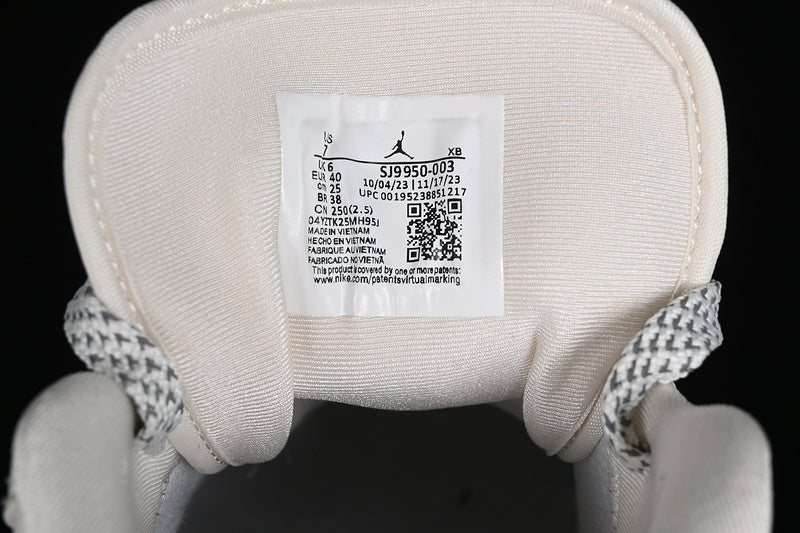 US
7 XB
UK 6 SJ9950-003
EUR 40 10/04/23 | 11/17/23
cm 25 UPC 00195238851217
BR 38
CN 250(2.5)
04YZTK25MH95J
MADE IN VIETNAM
HECHO EN VIETNAM
FABRIQUE AU VIETNAM
FABRICADO NO VIETNÃ
This product is covered by one or more patents:
www.nike.com/patentsvirtualmarking